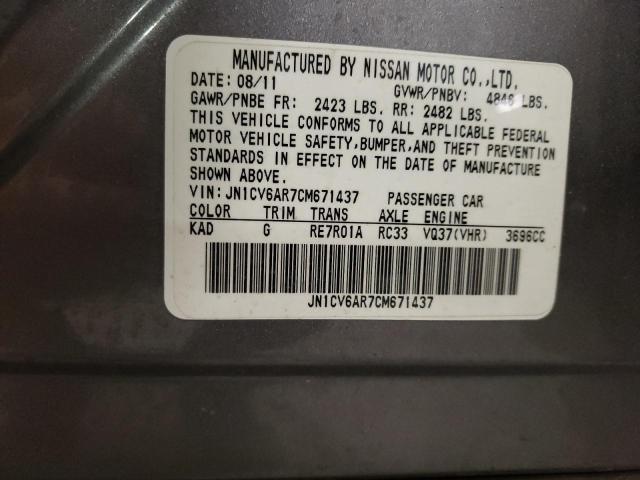 MANUFACTURED BY NISSAN MOTOR CO.,LTD.
DATE: 08/11 GVWR/PNBV: 4846 LBS.
GAWR/PNBE FR: 2423 LBS. RR: 2482 LBS.
THIS VEHICLE CONFORMS TO ALL APPLICABLE FEDERAL
MOTOR VEHICLE SAFETY,BUMPER,AND THEFT PREVENTION
STANDARDS IN EFFECT ON THE DATE OF MANUFACTURE
SHOWN ABOVE.
VIN: JN1CV6AR7CM671437 PASSENGER CAR
COLOR TRIM TRANS AXLE ENGINE
KAD G RE7R01A RC33 VQ37(VHR) 3696CC
JN1CV6AR7CM671437